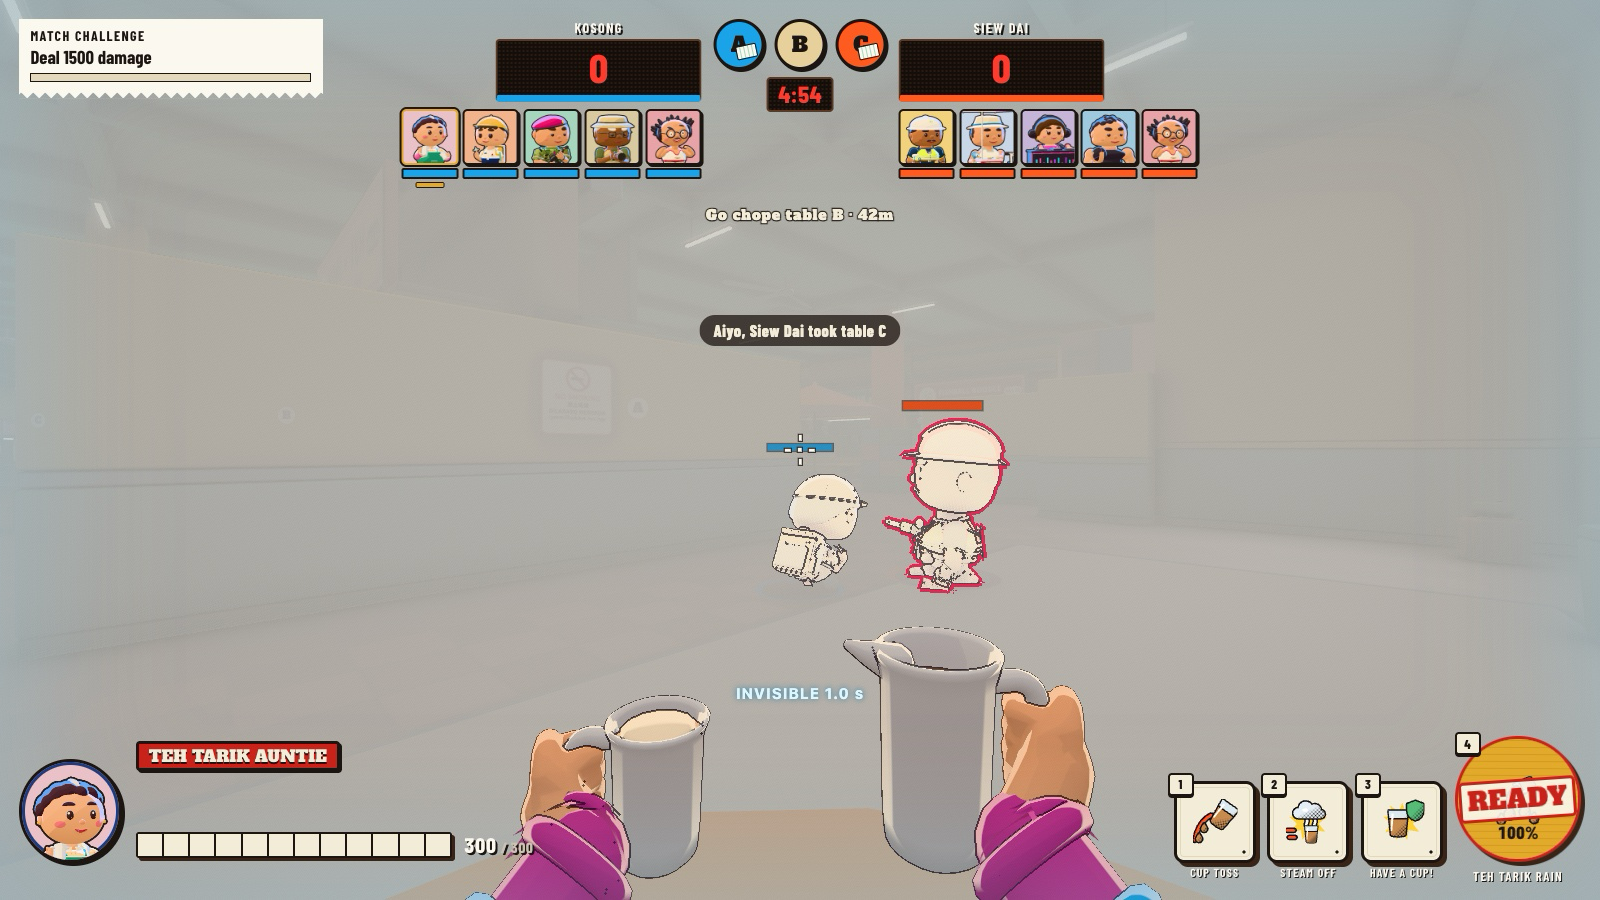 MATCH CHALLENGE
Deal 1500 damage
KOSONG
0
A
B
C
SIEW DAI
0
4:54
Go chope table B · 42m
Aiyo, Siew Dai took table C
B
A
INVISIBLE 1.0 s
TEH TARIK AUNTIE
300 / 300
1
CUP TOSS
2
STEAM OFF
3
HAVE A CUP!
4
READY
100%
TEH TARIK RAIN